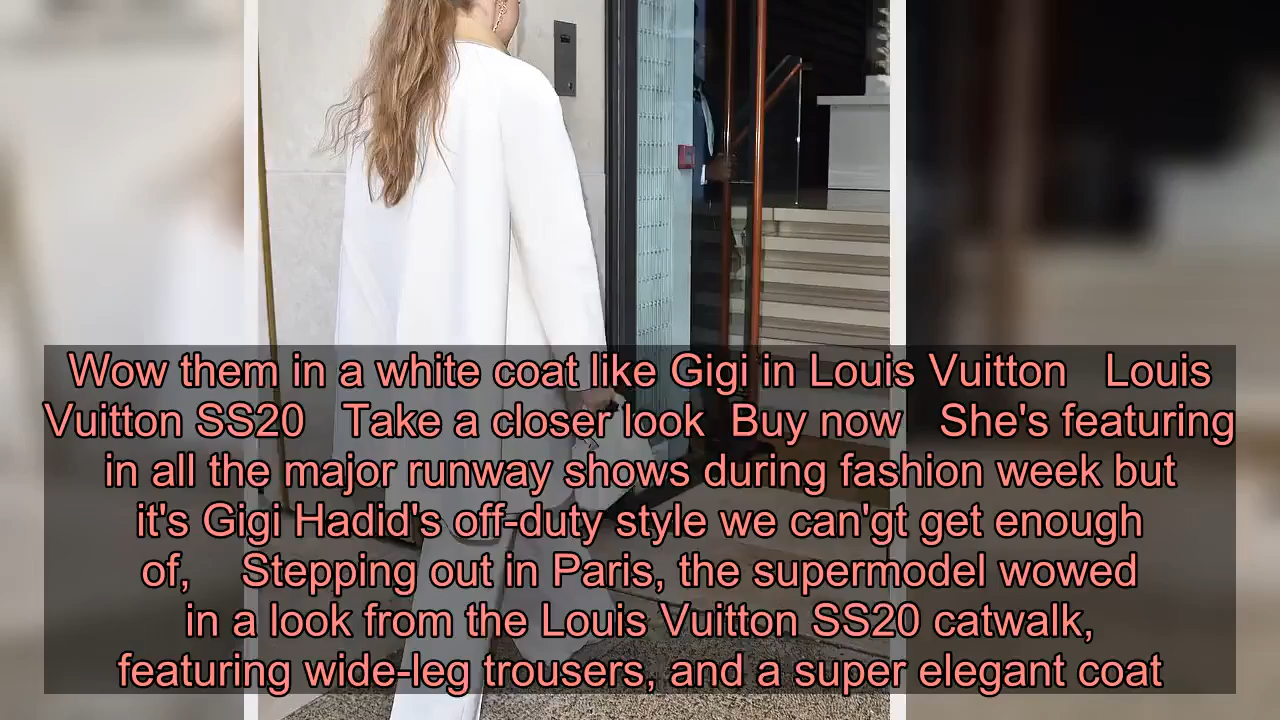 Wow them in a white coat like Gigi in Louis Vuitton   Louis
Vuitton SS20   Take a closer look  Buy now   She's featuring
in all the major runway shows during fashion week but
it's Gigi Hadid's off-duty style we can'gt get enough
of,    Stepping out in Paris, the supermodel wowed
in a look from the Louis Vuitton SS20 catwalk,
featuring wide-leg trousers, and a super elegant coat